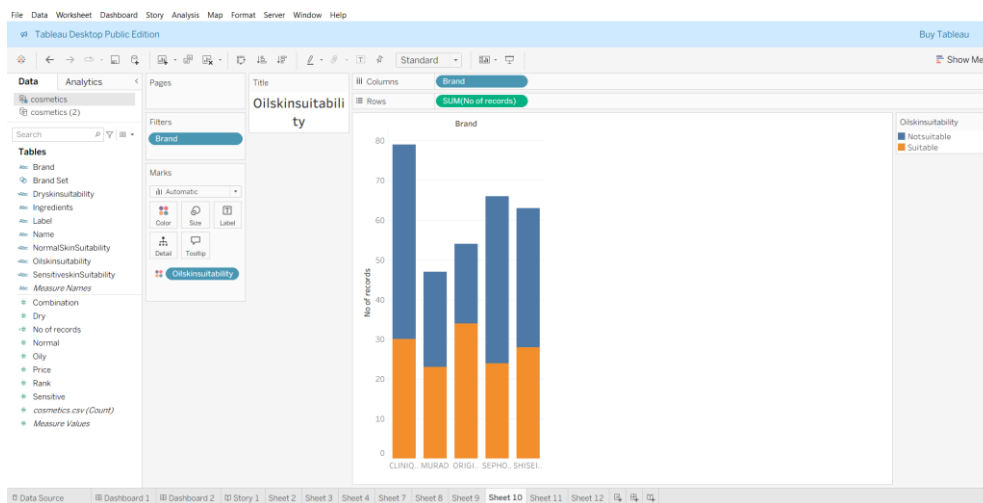 File Data Worksheet Dashboard Story Analysis Map Format Server Window Help
Tableau Desktop Public Edition
Buy Tableau
Standard
Show Me
Data Analytics
cosmetics
cosmetics (2)
Search
Tables
Brand
Brand Set
Dryskinsuitability
Ingredients
Label
Name
NormalSkinSuitability
Oilskinsuitability
SensitiveskinSuitability
Measure Names
Combination
Dry
No of records
Normal
Oily
Price
Rank
Sensitive
cosmetics.csv (Count)
Measure Values
Pages
Filters
Brand
Marks
Automatic
Color Size Label
Detail Tooltip
Oilskinsuitability
Title
Oilskinsuitabili
ty
Columns Brand
Rows SUM(No of records)
Brand
80
70
60
50
40
30
20
10
0
No of records
CLINIQ.. MURAD ORIGI.. SEPHO.. SHISEI..
Oilskinsuitability
Notsuitable
Suitable
Data Source Dashboard 1 Dashboard 2 Story 1 Sheet 2 Sheet 3 Sheet 4 Sheet 7 Sheet 8 Sheet 9 Sheet 10 Sheet 11 Sheet 12